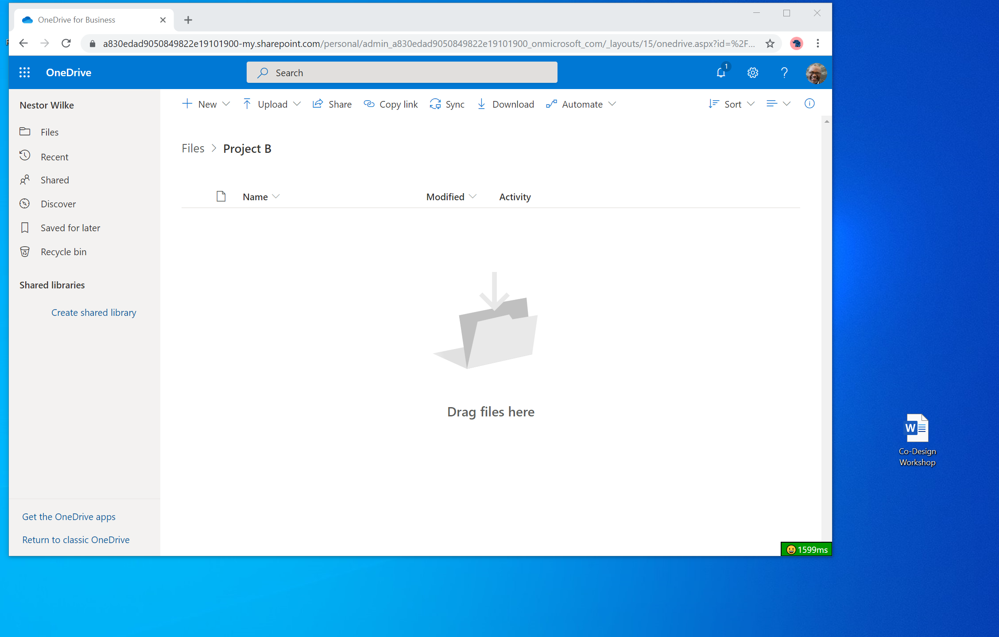 OneDrive for Business
a830edad9050849822e19101900-my.sharepoint.com/personal/admin_a830edad9050849822e19101900_onmicrosoft_com/_layouts/15/onedrive.aspx?id=%2F...
OneDrive
Search
1
Nestor Wilke
Files
Recent
Shared
Discover
Saved for later
Recycle bin
Shared libraries
Create shared library
Get the OneDrive apps
Return to classic OneDrive
New
Upload
Share
Copy link
Sync
Download
Automate
Sort
Files > Project B
Name
Modified
Activity
Drag files here
1599ms
W
Co-Design
Workshop